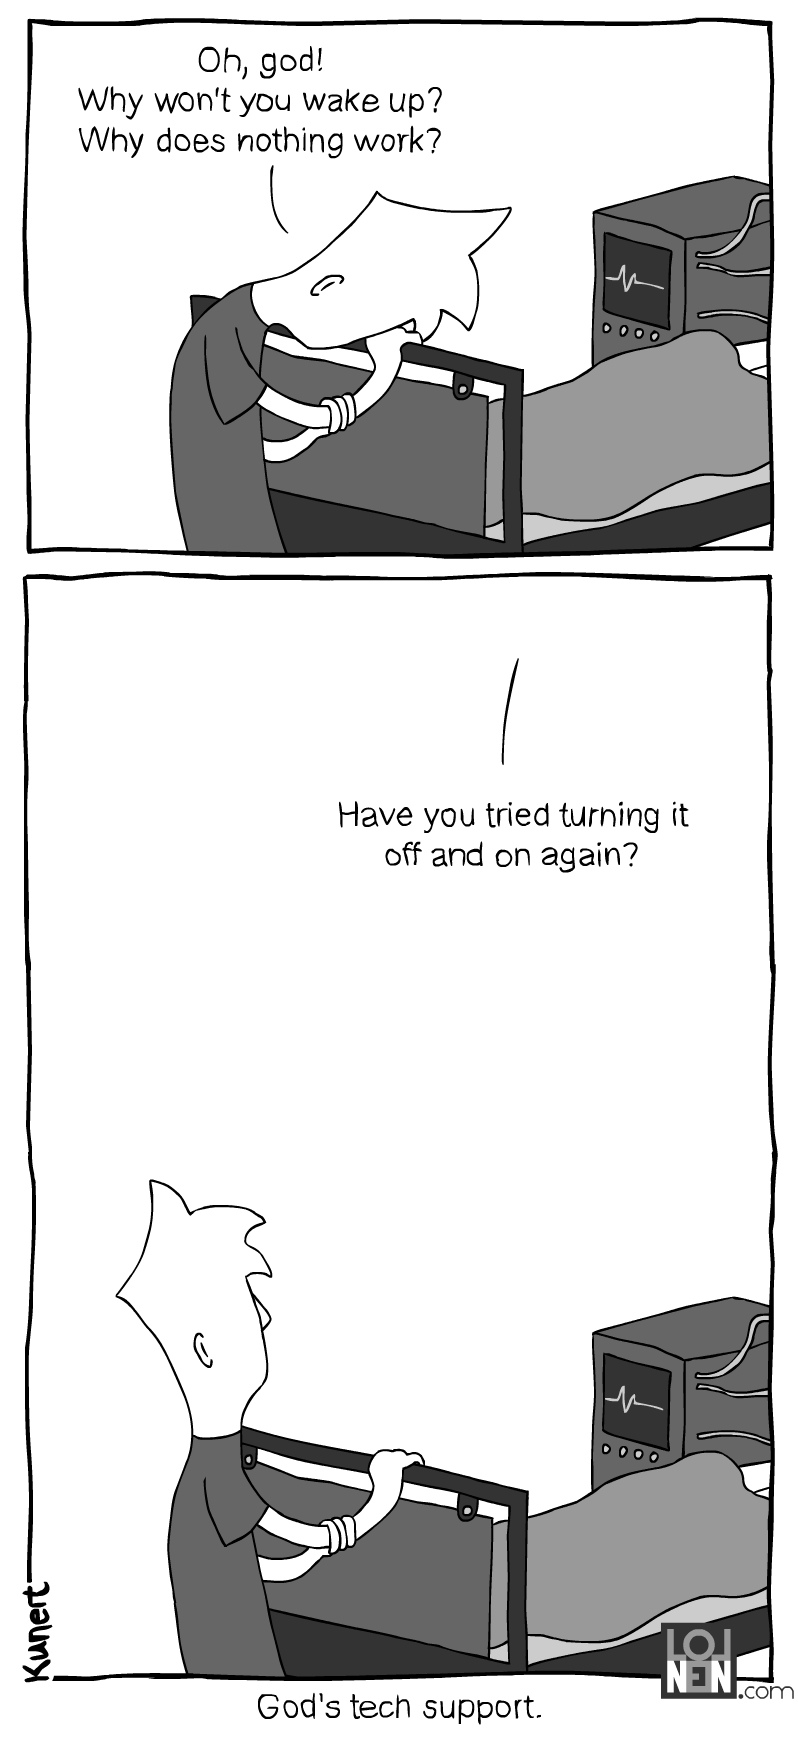 Oh, god!
Why won't you wake up?
Why does nothing work?
Have you tried turning it
off and on again?
Kunert
LOL
NEIN
.com
God's tech support.